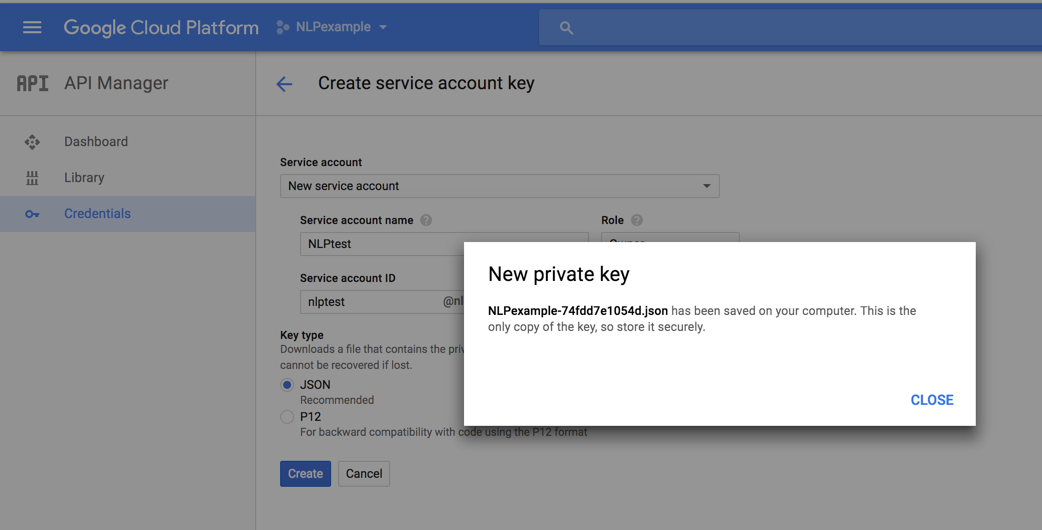 Google Cloud Platform NLPexample
API API Manager
Create service account key
Dashboard
Library
Credentials
Service account
New service account
Service account name Role
NLPtest
Service account ID
nlptest @nl
New private key
NLPexample-74fdd7e1054d.json has been saved on your computer. This is the
only copy of the key, so store it securely.
CLOSE
Key type
Downloads a file that contains the
cannot be recovered if lost.
JSON
Recommended
P12
For backward compatibility with code using the P12 format
Create Cancel